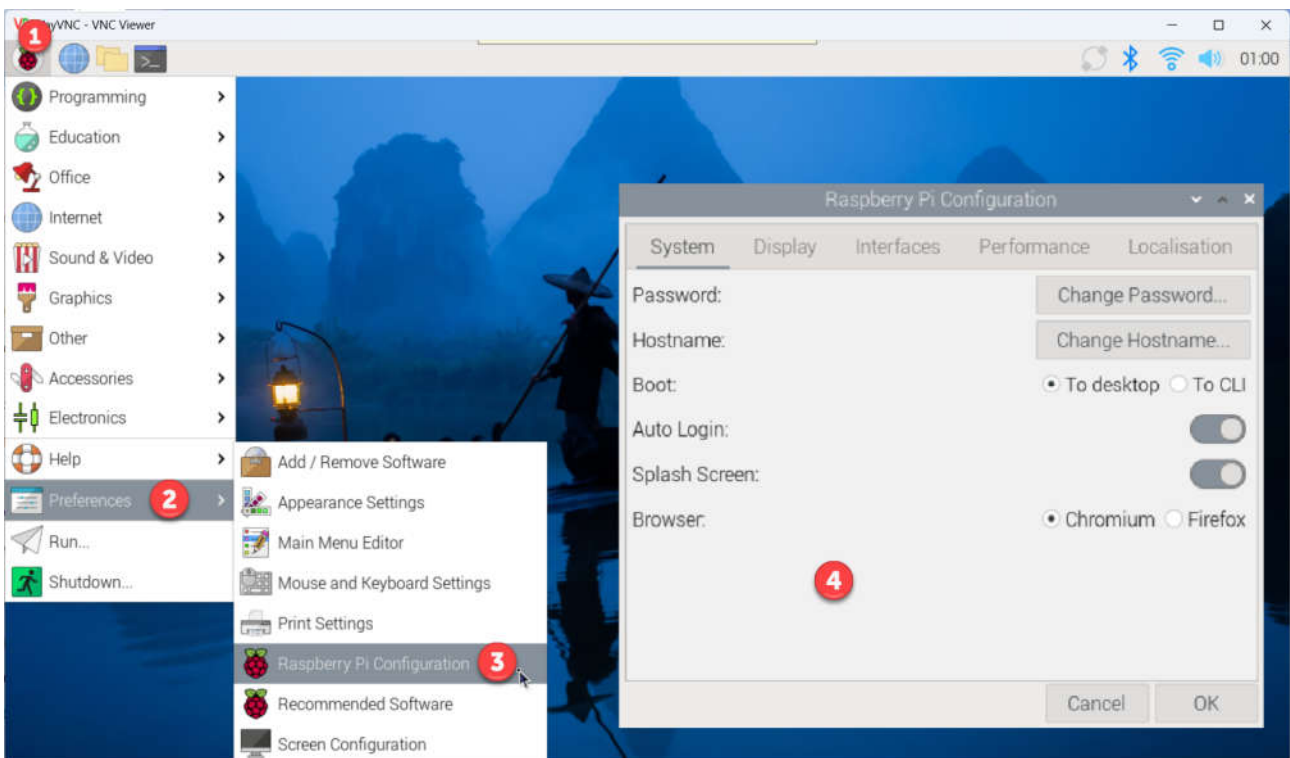 yVNC - VNC Viewer
1
>_
01:00
Programming
Education
Office
Internet
Sound & Video
Graphics
Other
Accessories
Electronics
Help
Preferences 2
Run...
Shutdown...
Add / Remove Software
Appearance Settings
Main Menu Editor
Mouse and Keyboard Settings
Print Settings
Raspberry Pi Configuration 3
Recommended Software
Screen Configuration
Raspberry Pi Configuration
System Display Interfaces Performance Localisation
Password: Change Password...
Hostname: Change Hostname...
Boot: To desktop To CLI
Auto Login:
Splash Screen:
Browser: Chromium Firefox
4
Cancel OK